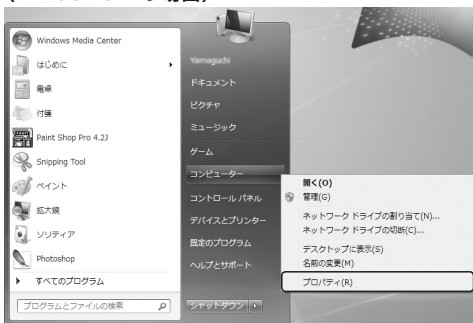 Windows Media Center
はじめに
電卓
付箋
Paint Shop Pro 4.2J
Snipping Tool
ペイント
拡大鏡
ソリティア
Photoshop
すべてのプログラム
プログラムとファイルの検索
Yamaguchi
ドキュメント
ピクチャ
ミュージック
ゲーム
コンピューター
コントロール パネル
デバイスとプリンター
既定のプログラム
ヘルプとサポート
シャットダウン
開く(O)
管理(G)
ネットワーク ドライブの割り当て(N)...
ネットワーク ドライブの切断(C)...
デスクトップに表示(S)
名前の変更(M)
プロパティ(R)